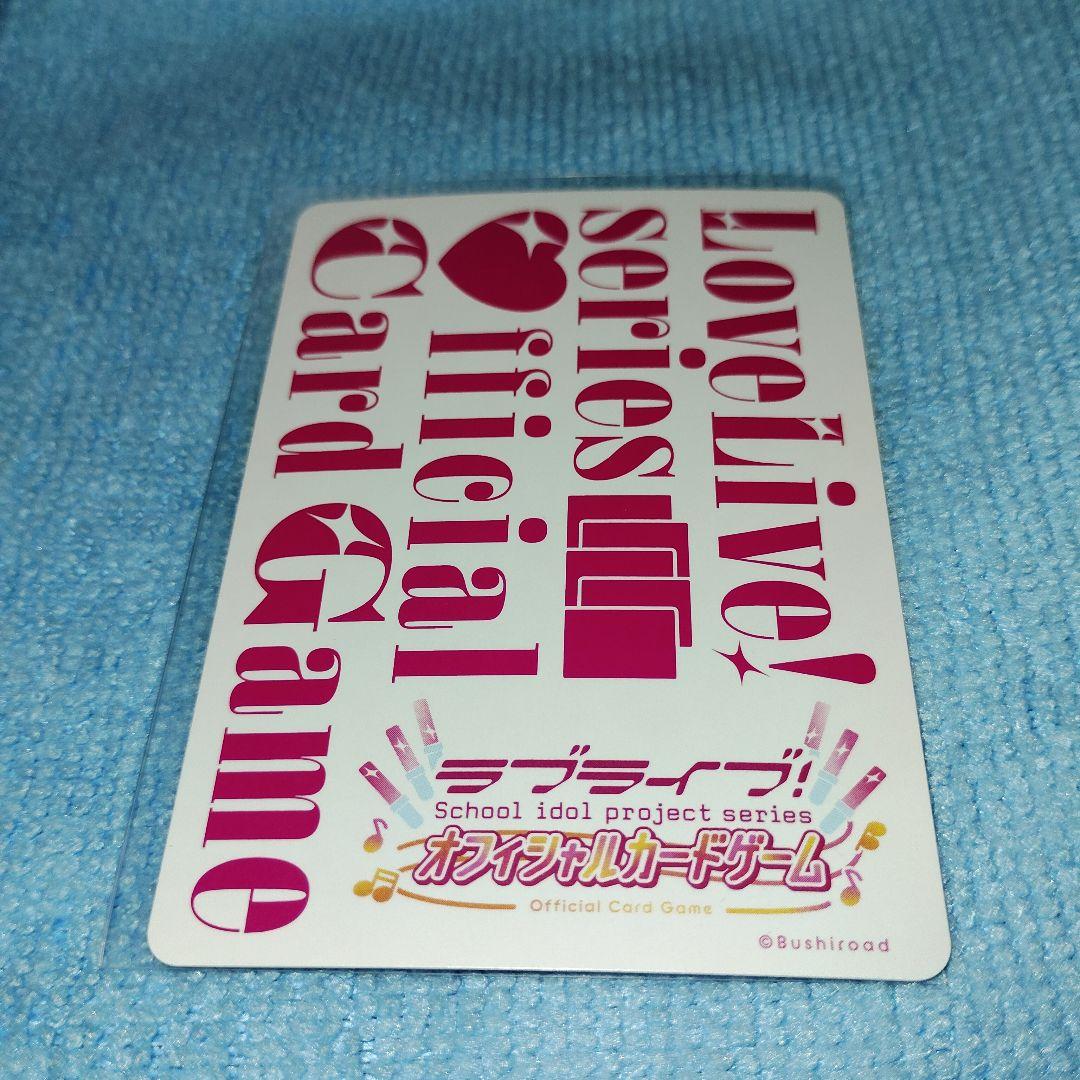 LoveLive!
series
♥fficial
Card Game
ラブライブ!
School idol project series
オフィシャルカードゲーム
Official Card Game
©Bushiroad